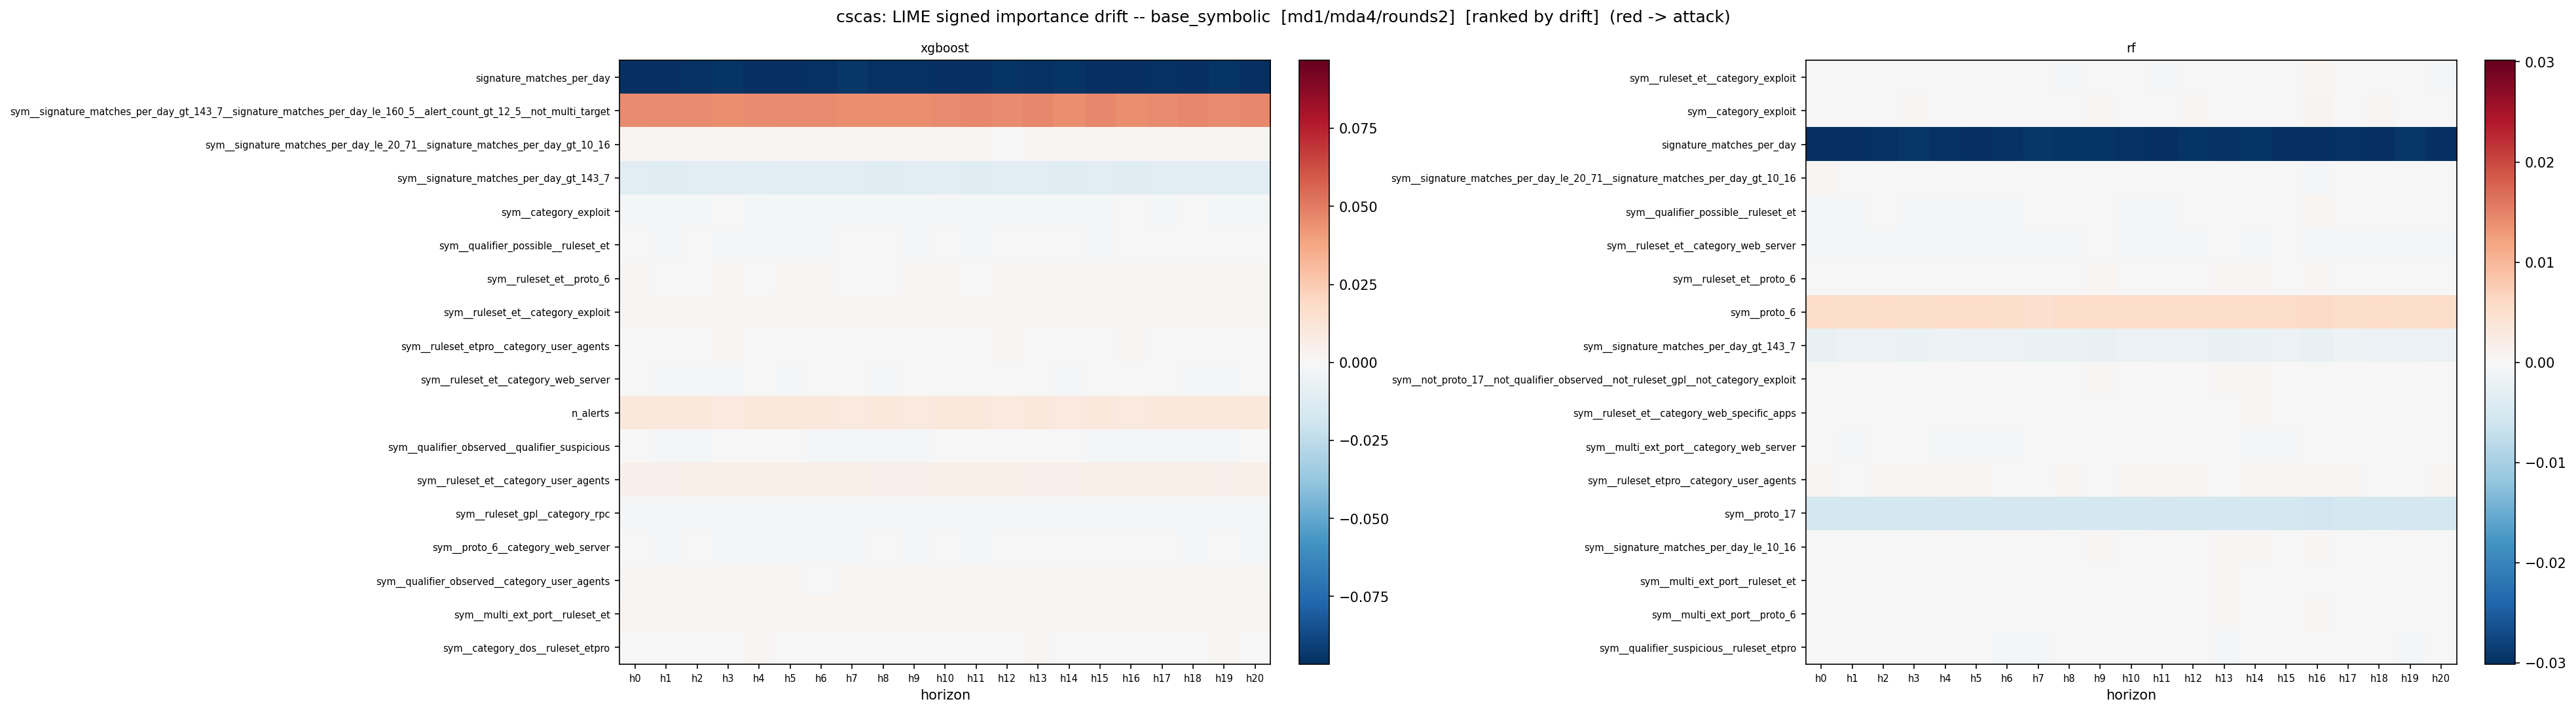 cscas: LIME signed importance drift -- base_symbolic  [md1/mda4/rounds2]  [ranked by drift]  (red -> attack)
xgboost
signature_matches_per_day
sym__signature_matches_per_day_gt_143_7__signature_matches_per_day_le_160_5__alert_count_gt_12_5__not_multi_target
sym__signature_matches_per_day_le_20_71__signature_matches_per_day_gt_10_16
sym__signature_matches_per_day_gt_143_7
sym__category_exploit
sym__qualifier_possible__ruleset_et
sym__ruleset_et__proto_6
sym__ruleset_et__category_exploit
sym__ruleset_etpro__category_user_agents
sym__ruleset_et__category_web_server
n_alerts
sym__qualifier_observed__qualifier_suspicious
sym__ruleset_et__category_user_agents
sym__ruleset_gpl__category_rpc
sym__proto_6__category_web_server
sym__qualifier_observed__category_user_agents
sym__multi_ext_port__ruleset_et
sym__category_dos__ruleset_etpro
h0 h1 h2 h3 h4 h5 h6 h7 h8 h9 h10 h11 h12 h13 h14 h15 h16 h17 h18 h19 h20
horizon
0.075
0.050
0.025
0.000
−0.025
−0.050
−0.075
rf
sym__ruleset_et__category_exploit
sym__category_exploit
signature_matches_per_day
sym__signature_matches_per_day_le_20_71__signature_matches_per_day_gt_10_16
sym__qualifier_possible__ruleset_et
sym__ruleset_et__category_web_server
sym__ruleset_et__proto_6
sym__proto_6
sym__signature_matches_per_day_gt_143_7
sym__not_proto_17__not_qualifier_observed__not_ruleset_gpl__not_category_exploit
sym__ruleset_et__category_web_specific_apps
sym__multi_ext_port__category_web_server
sym__ruleset_etpro__category_user_agents
sym__proto_17
sym__signature_matches_per_day_le_10_16
sym__multi_ext_port__ruleset_et
sym__multi_ext_port__proto_6
sym__qualifier_suspicious__ruleset_etpro
h0 h1 h2 h3 h4 h5 h6 h7 h8 h9 h10 h11 h12 h13 h14 h15 h16 h17 h18 h19 h20
horizon
0.03
0.02
0.01
0.00
−0.01
−0.02
−0.03